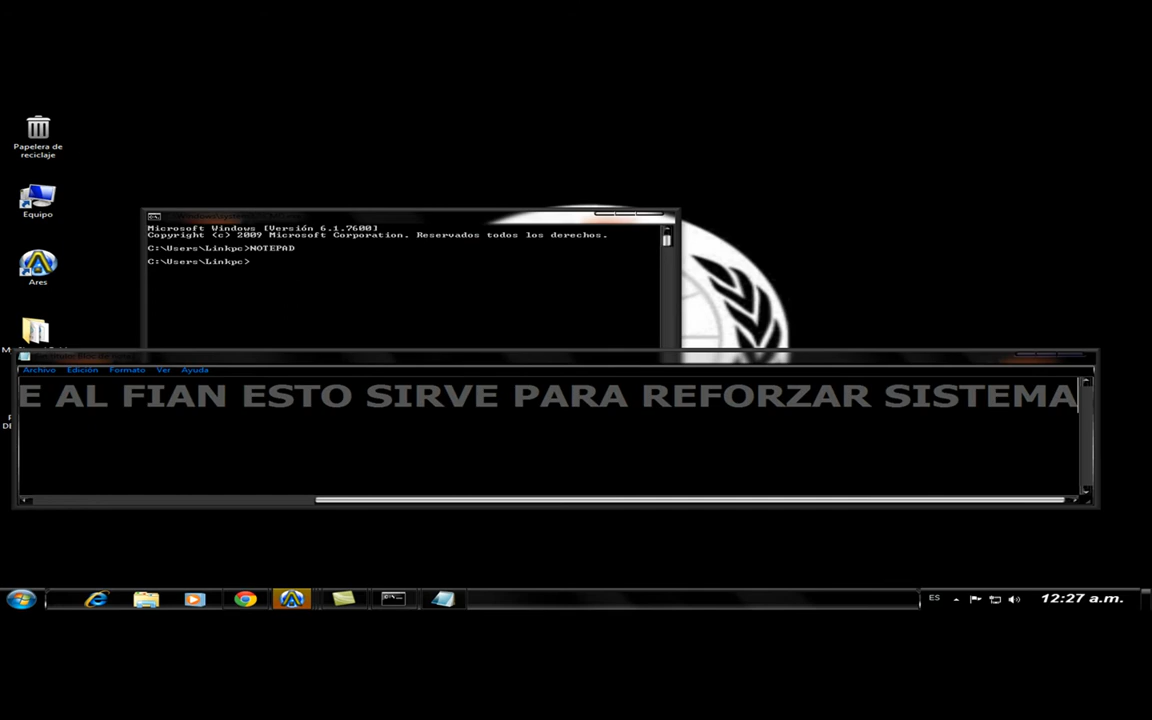 Papelera de
reciclaje
Equipo
Ares
Microsoft Windows [Versión 6.1.7600]
Copyright (c) 2009 Microsoft Corporation. Reservados todos los derechos.
C:\Users\Linkpc>NOTEPAD
C:\Users\Linkpc>
Archivo Edición Formato Ver Ayuda
E AL FIAN ESTO SIRVE PARA REFORZAR SISTEMA
ES
12:27 a.m.